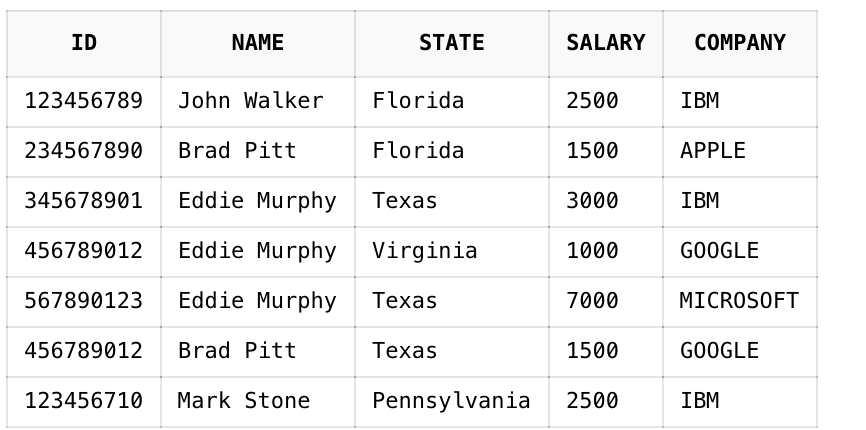 ID NAME STATE SALARY COMPANY
123456789 John Walker Florida 2500 IBM
234567890 Brad Pitt Florida 1500 APPLE
345678901 Eddie Murphy Texas 3000 IBM
456789012 Eddie Murphy Virginia 1000 GOOGLE
567890123 Eddie Murphy Texas 7000 MICROSOFT
456789012 Brad Pitt Texas 1500 GOOGLE
123456710 Mark Stone Pennsylvania 2500 IBM